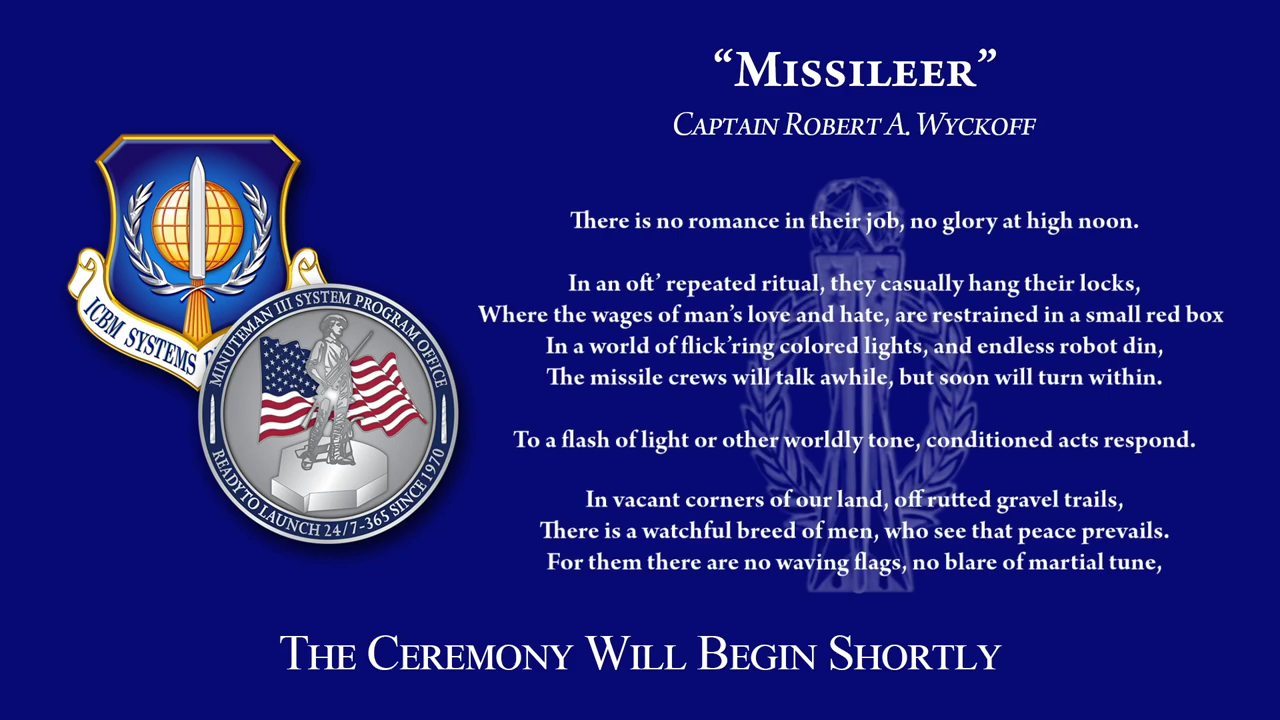 “Missileer”
Captain Robert A. Wyckoff
There is no romance in their job, no glory at high noon.
In an oft’ repeated ritual, they casually hang their locks,
Where the wages of man’s love and hate, are restrained in a small red box
In a world of flick’ring colored lights, and endless robot din,
The missile crews will talk awhile, but soon will turn within.
To a flash of light or other worldly tone, conditioned acts respond.
In vacant corners of our land, off rutted gravel trails,
There is a watchful breed of men, who see that peace prevails.
For them there are no waving flags, no blare of martial tune,
ICBM SYSTEMS
MINUTEMAN III SYSTEM PROGRAM OFFICE
READY TO LAUNCH 24/7-365 SINCE 1970
The Ceremony Will Begin Shortly